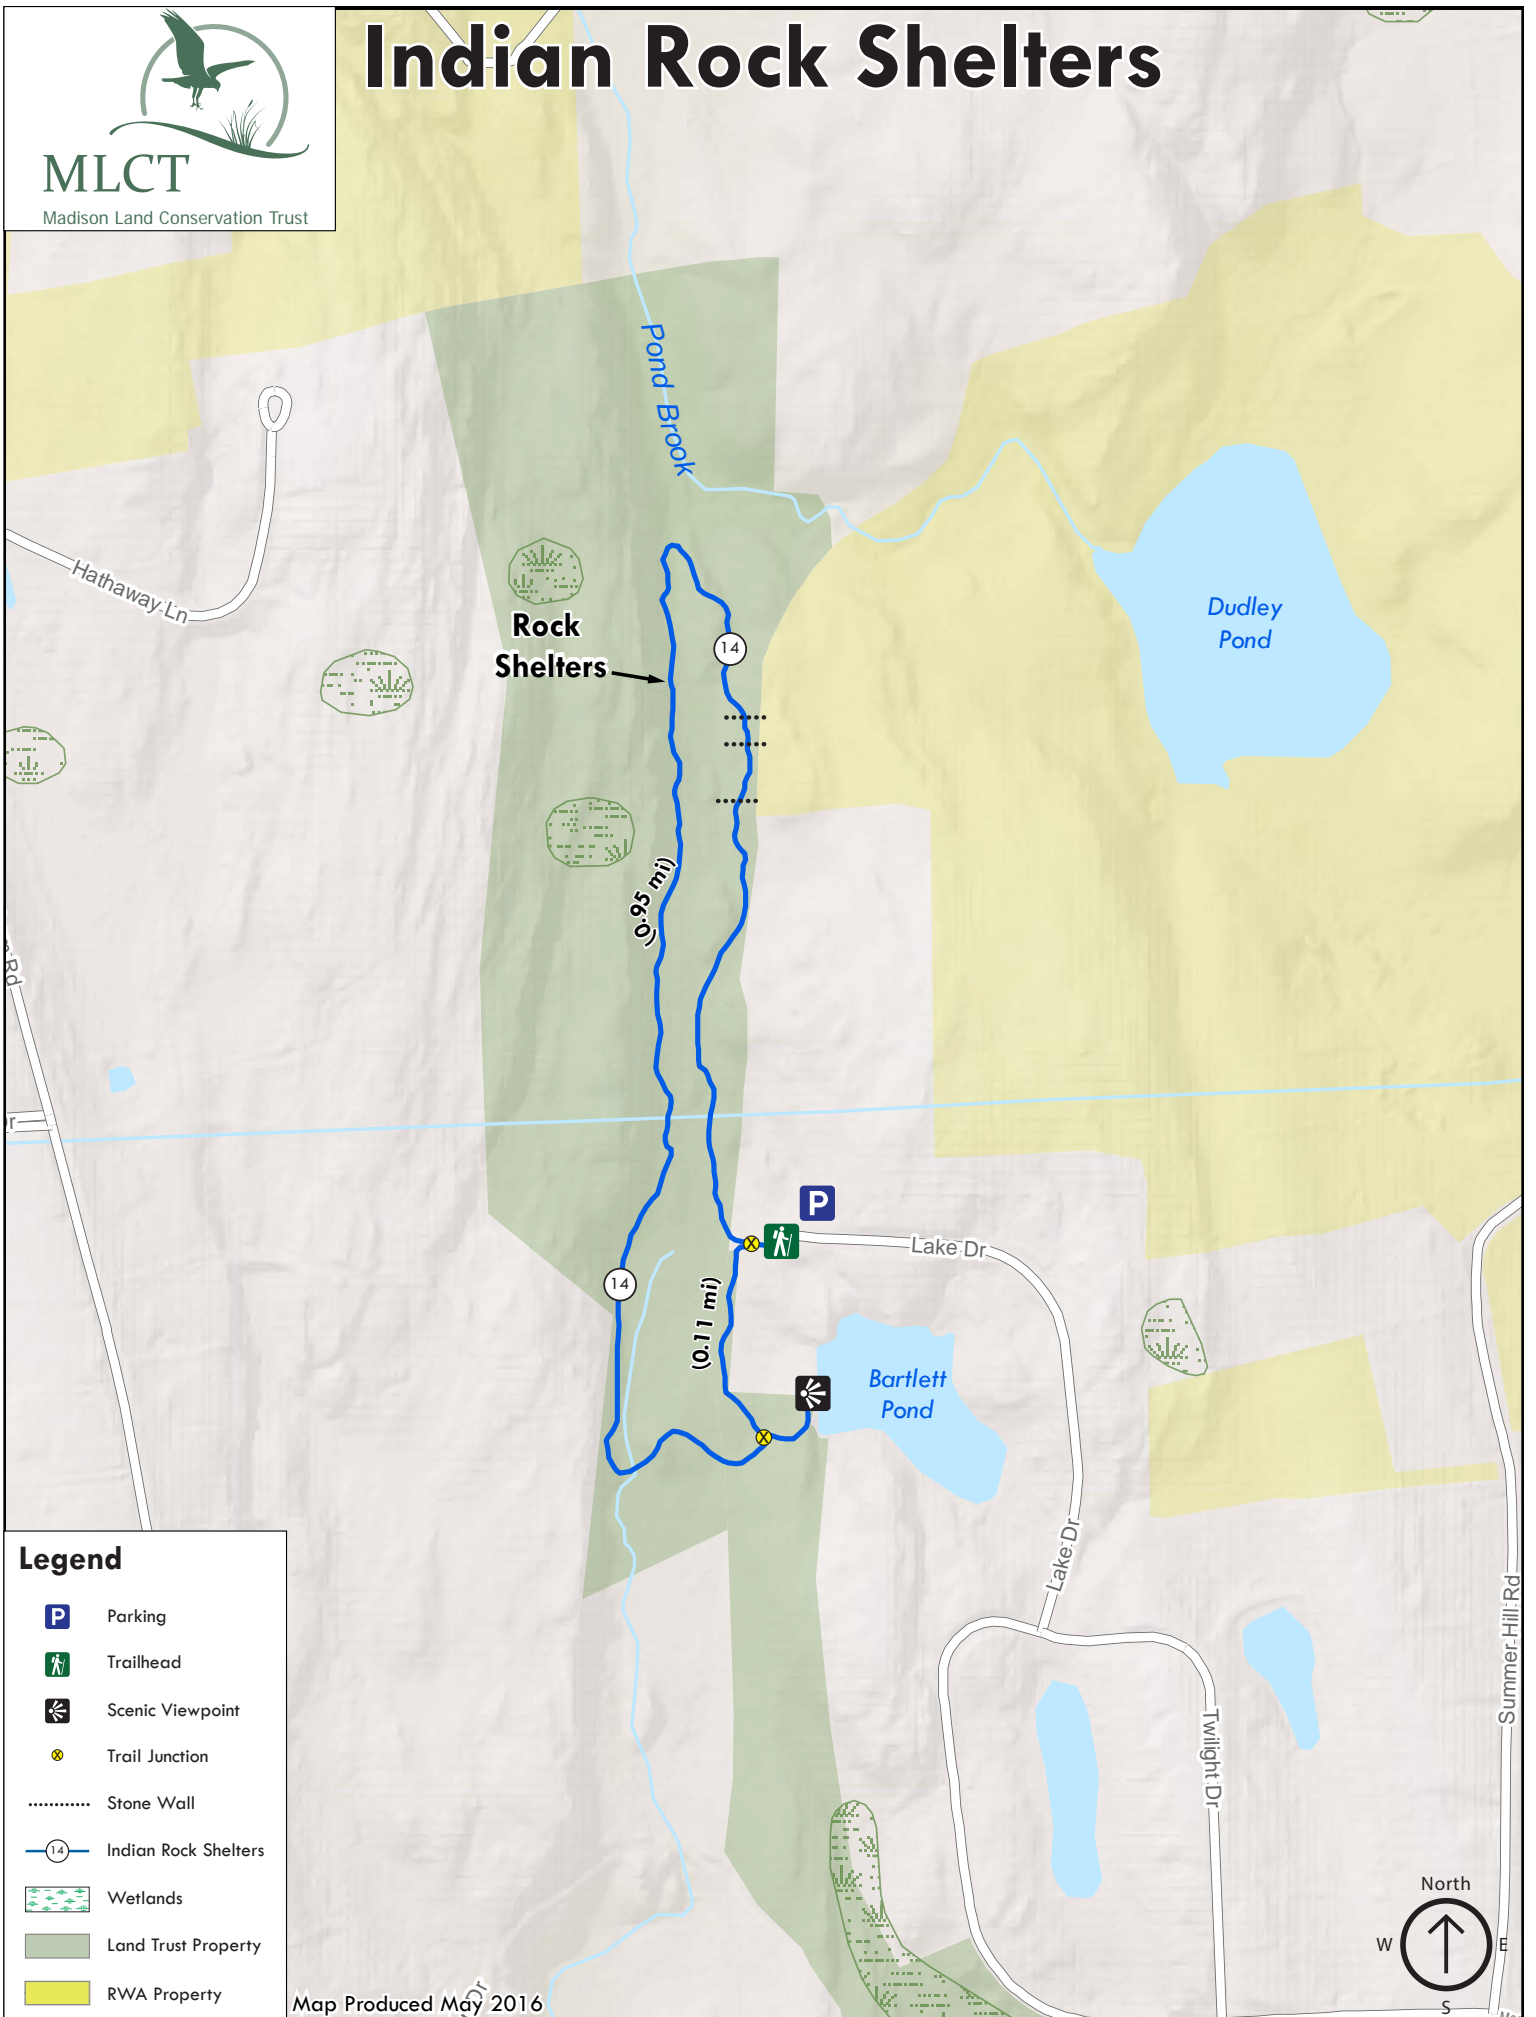 Indian Rock Shelters
MLCT
Madison Land Conservation Trust
Pond Brook
Hathaway Ln
Dudley
Pond
Rock
Shelters
14
(0.95 mi)
Rd
P
Lake Dr
14
(0.11 mi)
Bartlett
Pond
Lake Dr
Summer Hill Rd
Twilight Dr
Legend
P Parking
Trailhead
Scenic Viewpoint
X Trail Junction
Stone Wall
14 Indian Rock Shelters
Wetlands
Land Trust Property
RWA Property
Dr
Map Produced May 2016
North
W E
S